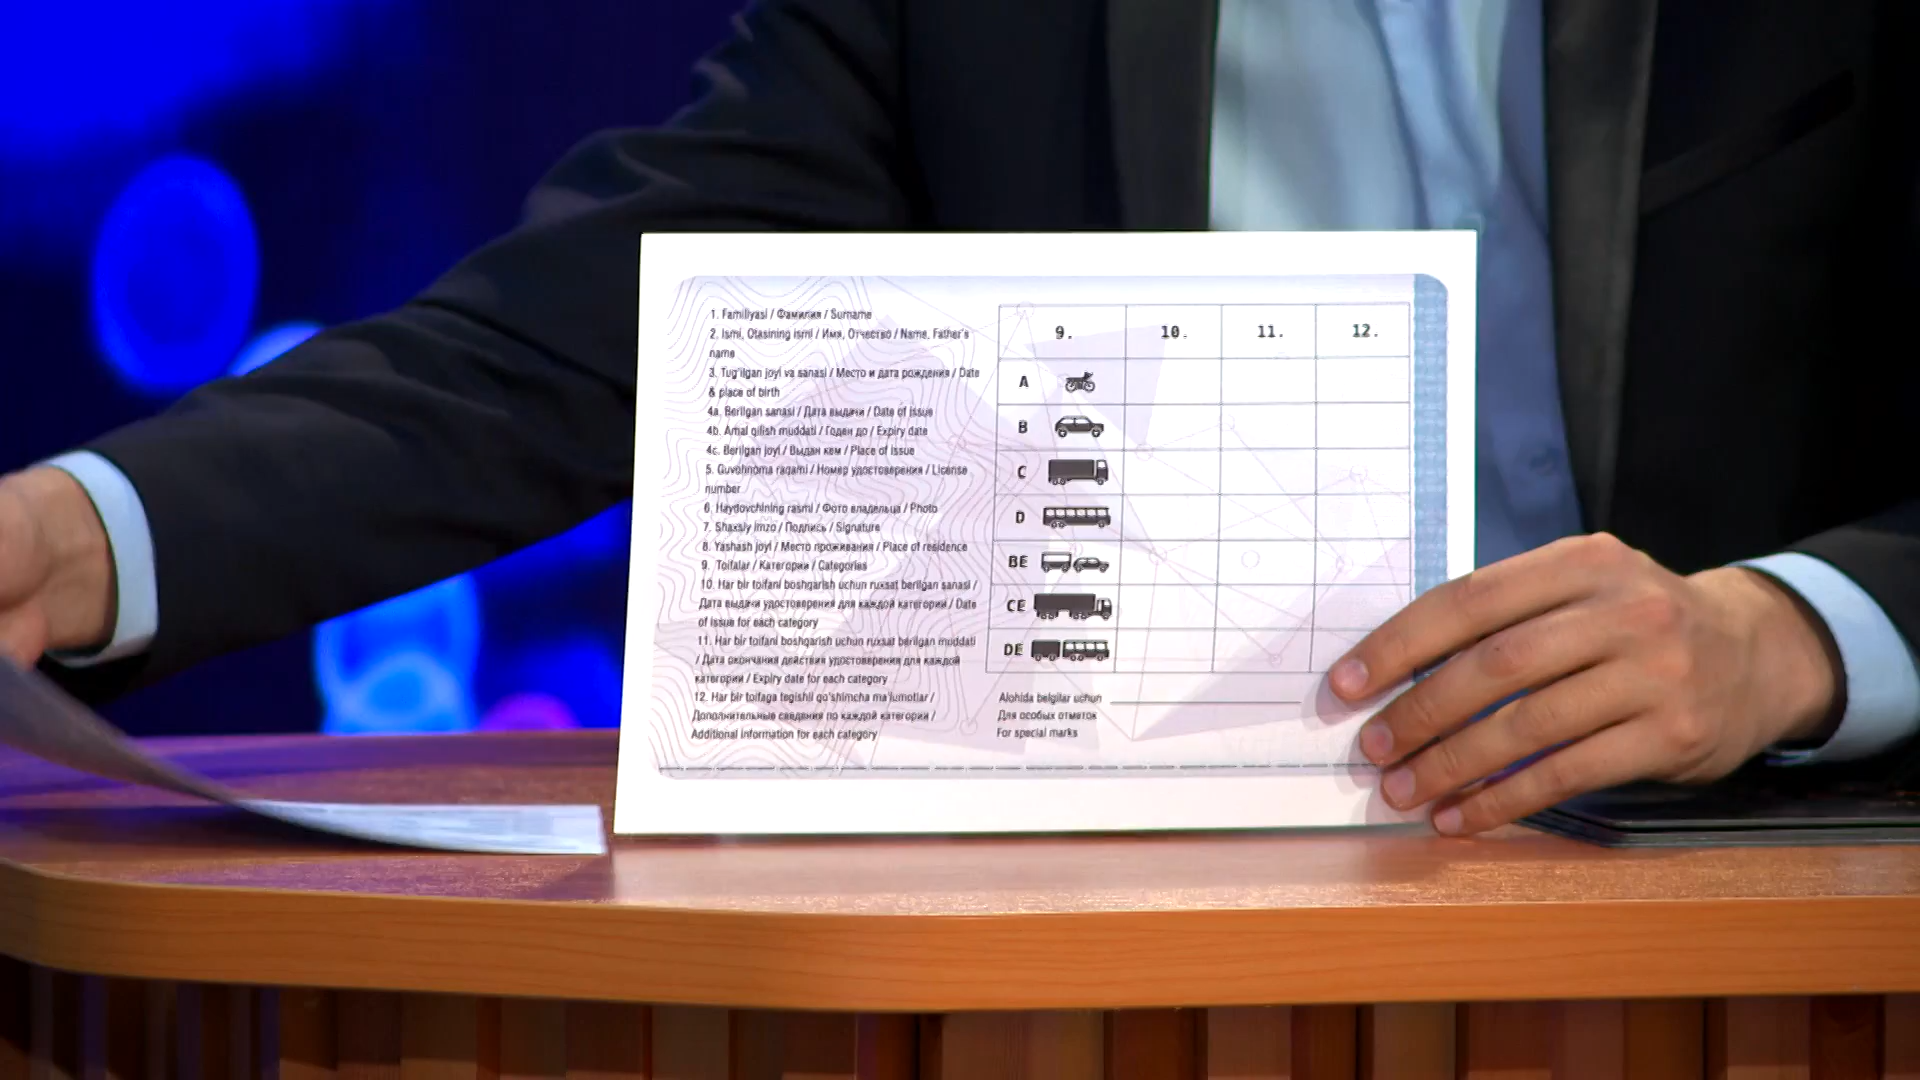 1. Familiyasi / Фамилия / Surname
2. Ismi, Otasining ismi / Имя, Отчество / Name, Father's
name
3. Tug'ilgan joyi va sanasi / Место и дата рождения / Date
& place of birth
4a. Berilgan sanasi / Дата выдачи / Date of issue
4b. Amal qilish muddati / Годен до / Expiry date
4c. Berilgan joyi / Выдан кем / Place of issue
5. Guvohnoma raqami / Номер удостоверения / License
number
6. Haydovchining rasmi / Фото владельца / Photo
7. Shaxsiy imzo / Подпись / Signature
8. Yashash joyi / Место проживания / Place of residence
9. Toifalar / Категории / Categories
10. Har bir toifani boshqarish uchun ruxsat berilgan sanasi /
Дата выдачи удостоверения для каждой категории / Date
of issue for each category
11. Har bir toifani boshqarish uchun ruxsat berilgan muddati
/ Дата окончания действия удостоверения для каждой
категории / Expiry date for each category
12. Har bir toifaga tegishli qo'shimcha ma'lumotlar /
Дополнительные сведения по каждой категории /
Additional information for each category
9. 10. 11. 12.
A
B
C
D
BE
CE
DE
Alohida belgilar uchun
Для особых отметок
For special marks